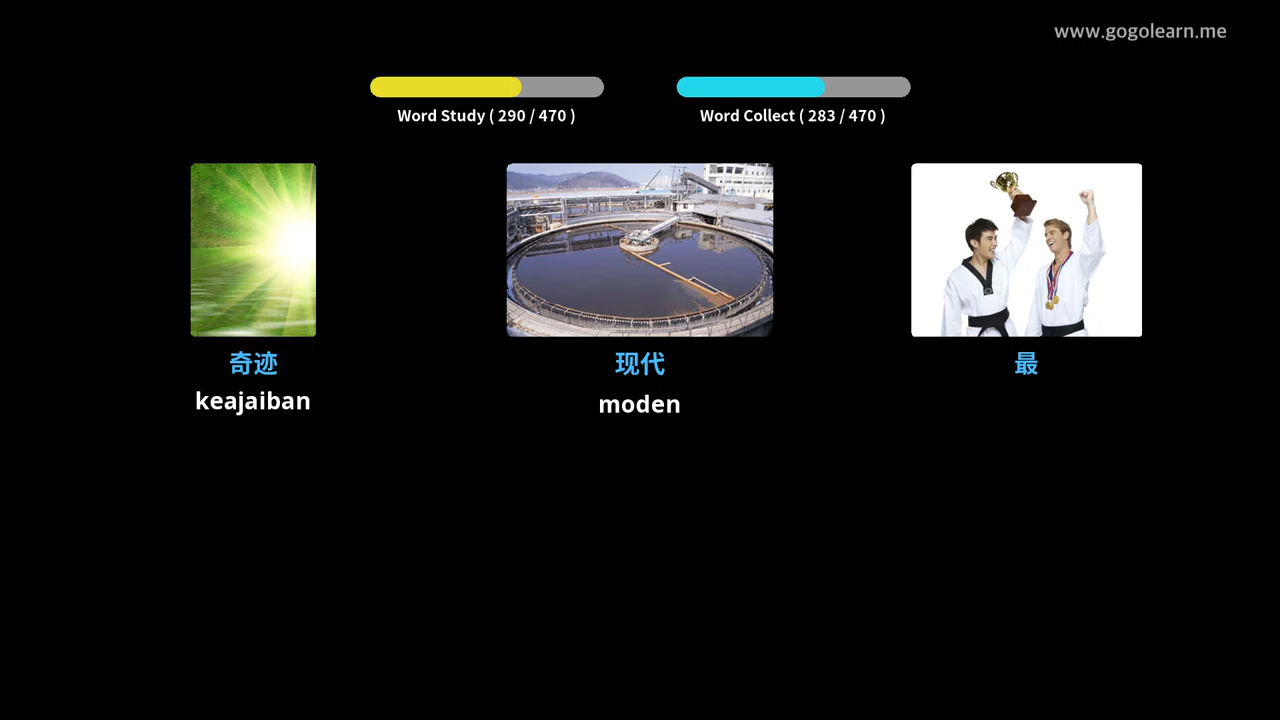 www.gogolearn.me
Word Study ( 290 / 470 )
Word Collect ( 283 / 470 )
奇迹
keajaiban
现代
moden
最